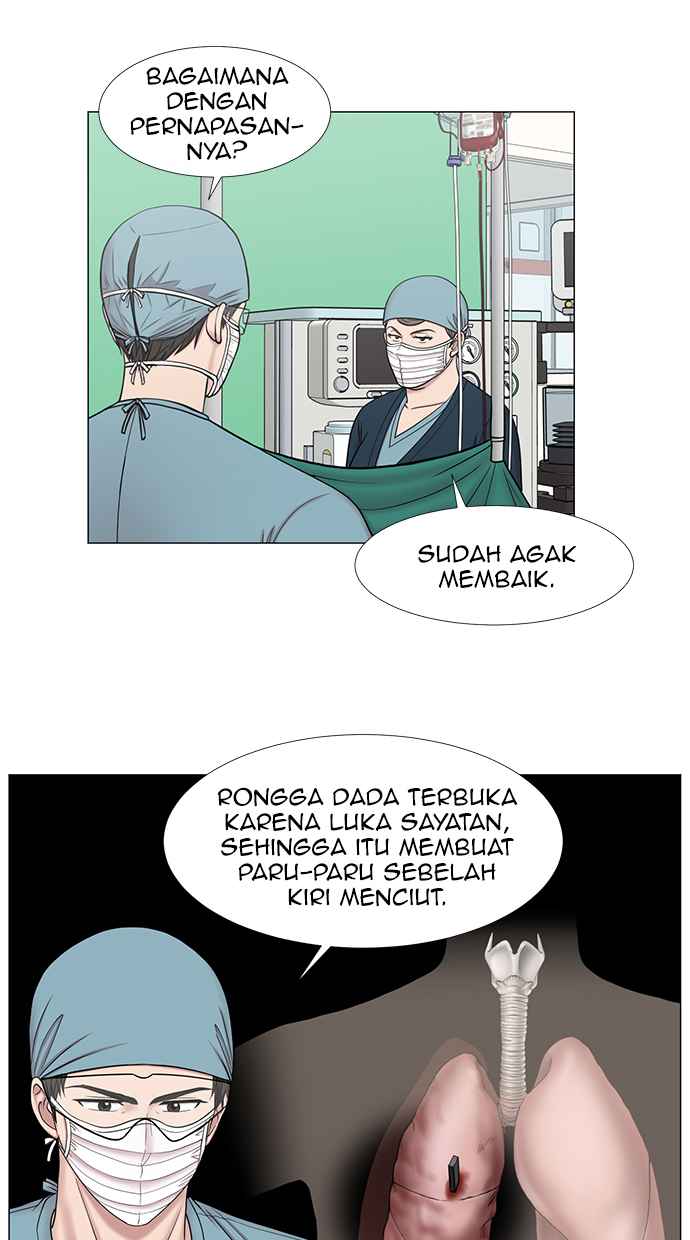 BAGAIMANA
DENGAN
PERNAPASAN-
NYA?
SUDAH AGAK
MEMBAIK.
RONGGA DADA TERBUKA
KARENA LUKA SAYATAN,
SEHINGGA ITU MEMBUAT
PARU-PARU SEBELAH
KIRI MENCIUT.